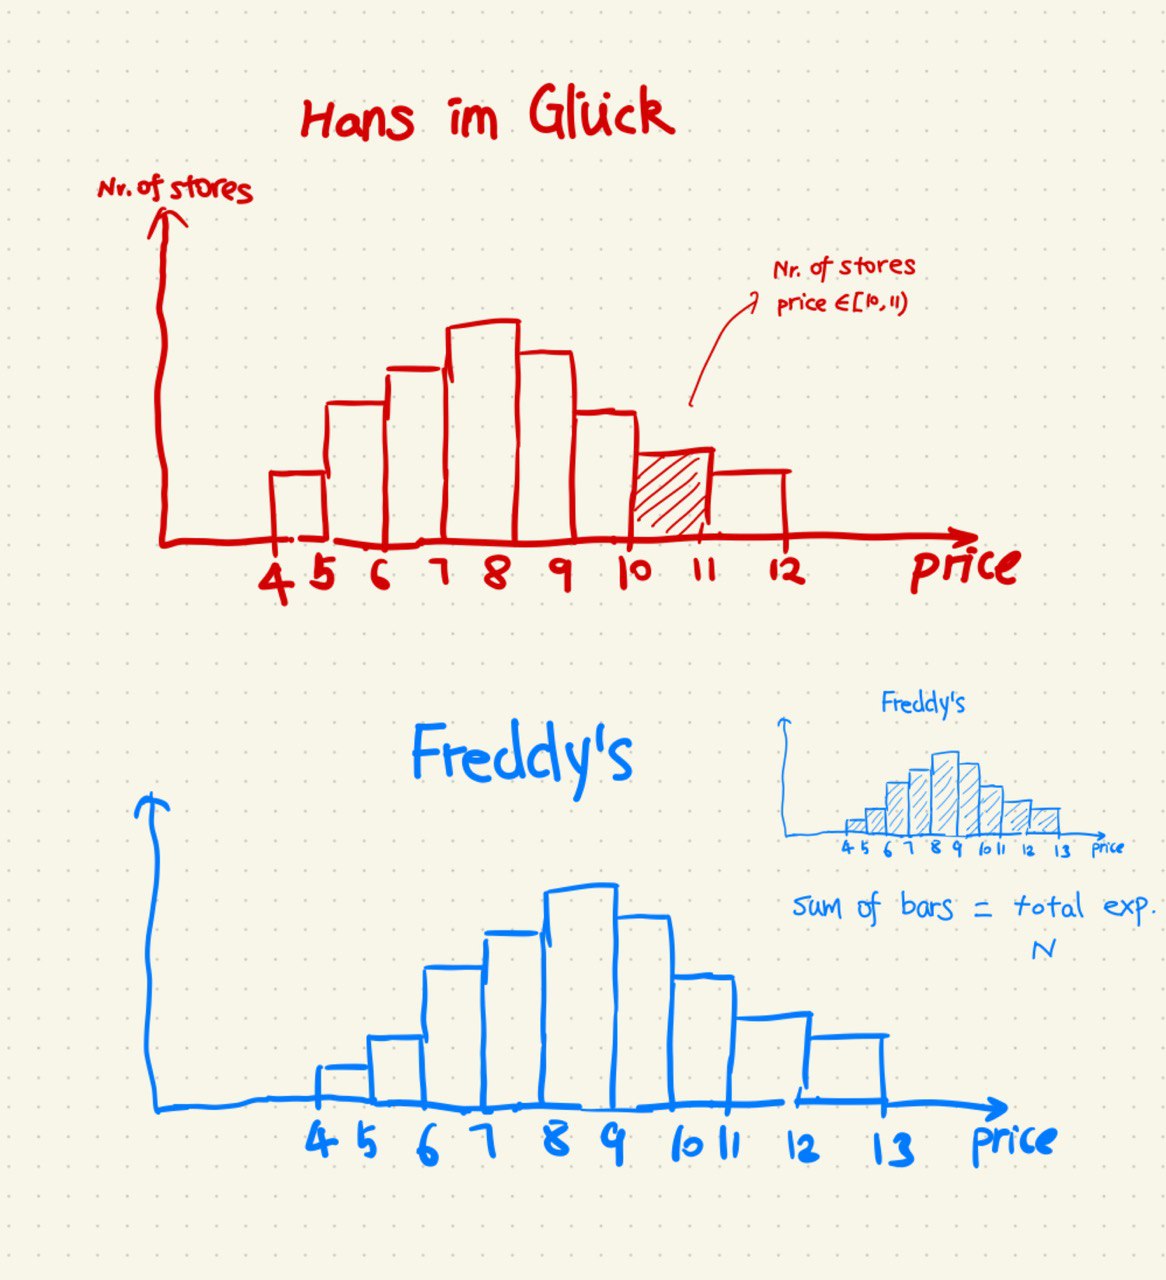 Hans im Glück
Nr. of stores
Nr. of stores
price ∈ [10, 11)
4 5 6 7 8 9 10 11 12 price
Freddy's
Freddy's
4 5 6 7 8 9 10 11 12 13 price
sum of bars = total exp.
N
4 5 6 7 8 9 10 11 12 13 price